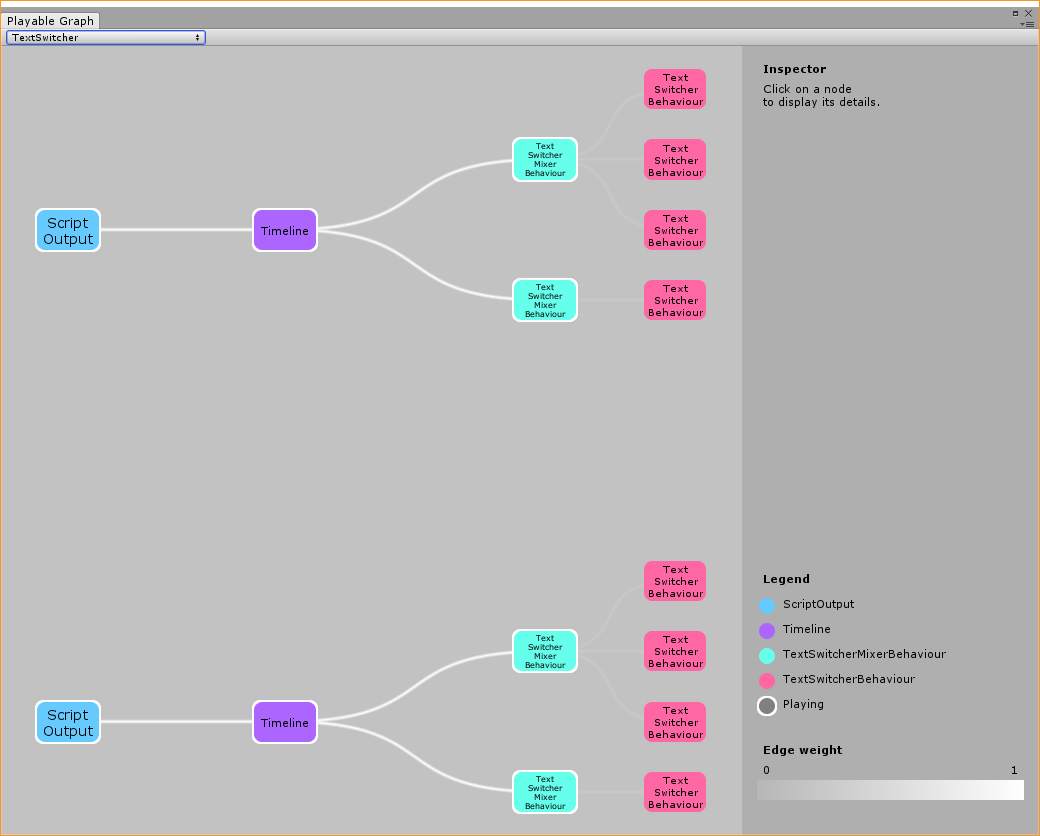 Playable Graph
TextSwitcher
Inspector
Click on a node
to display its details.
Text
Switcher
Behaviour
Text
Switcher
Mixer
Behaviour
Text
Switcher
Behaviour
Script
Output
Timeline
Text
Switcher
Behaviour
Text
Switcher
Mixer
Behaviour
Text
Switcher
Behaviour
Text
Switcher
Behaviour
Text
Switcher
Mixer
Behaviour
Text
Switcher
Behaviour
Script
Output
Timeline
Text
Switcher
Behaviour
Text
Switcher
Mixer
Behaviour
Text
Switcher
Behaviour
Legend
ScriptOutput
Timeline
TextSwitcherMixerBehaviour
TextSwitcherBehaviour
Playing
Edge weight
0 1